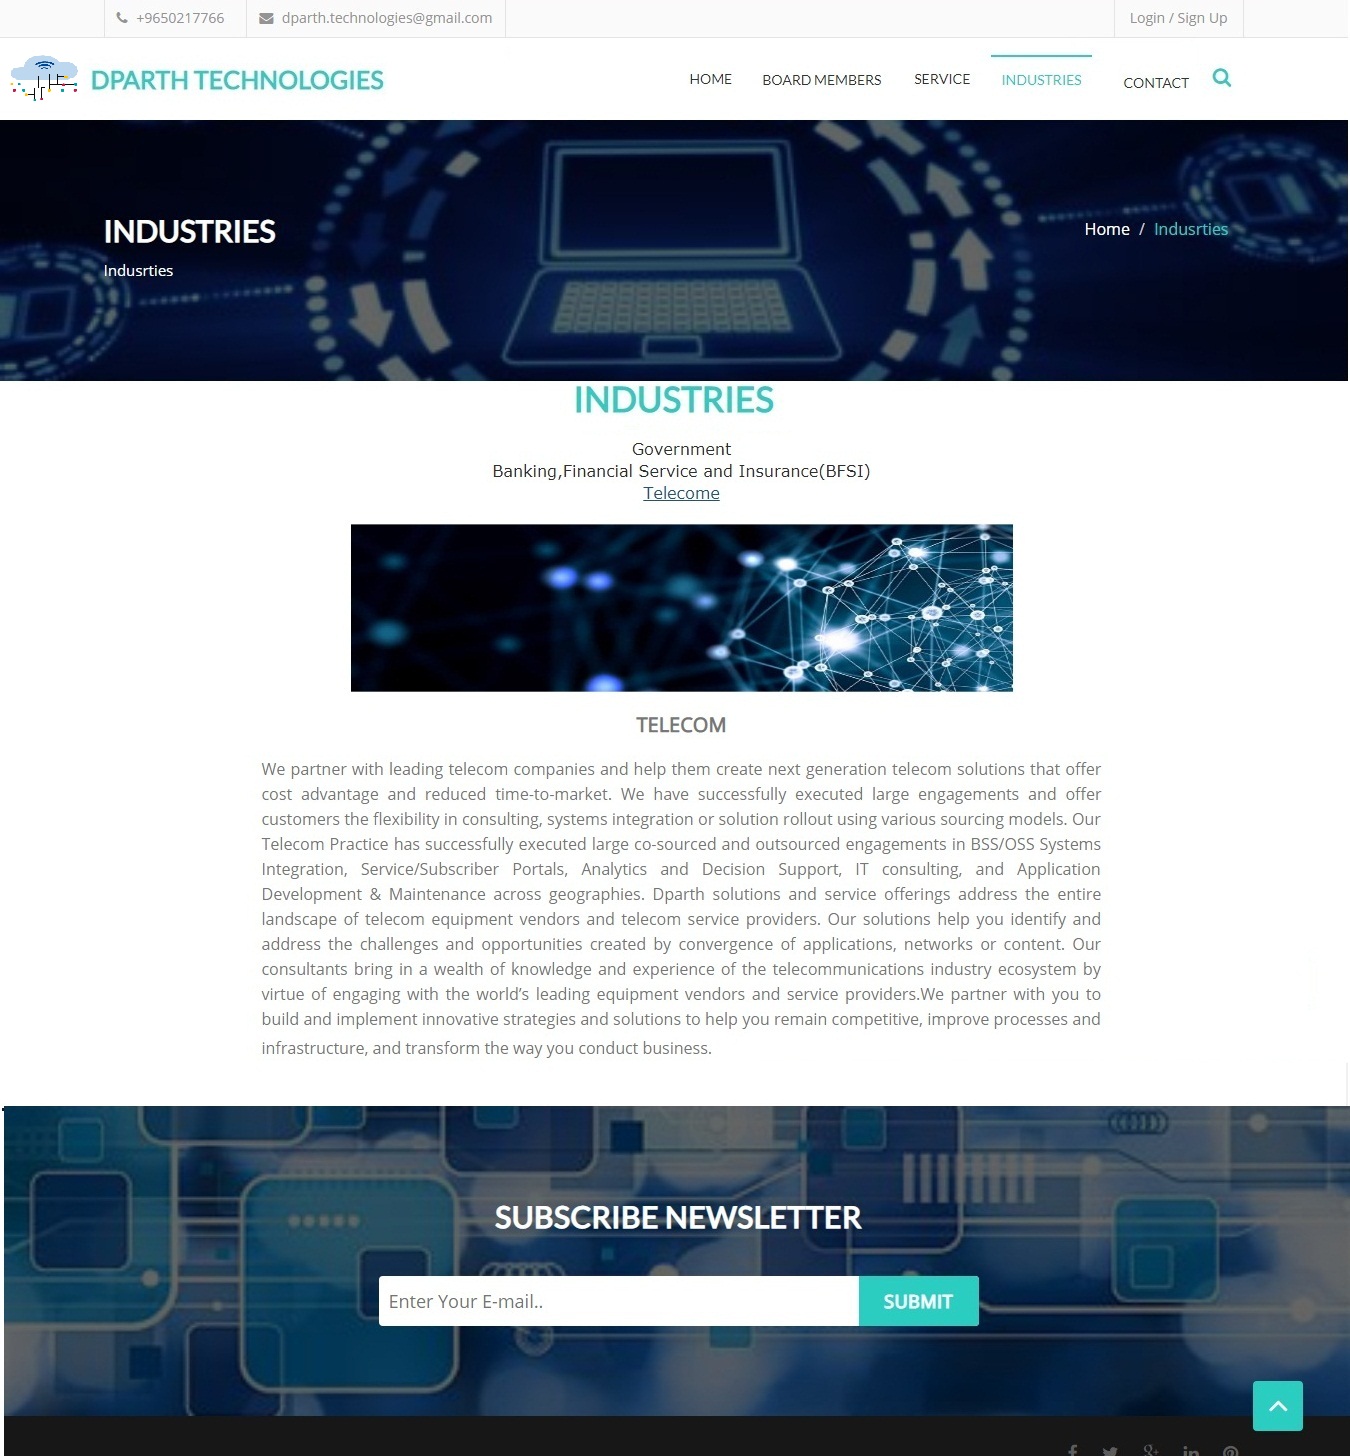 +9650217766
dparth.technologies@gmail.com
Login / Sign Up
DPARTH TECHNOLOGIES
HOME
BOARD MEMBERS
SERVICE
INDUSTRIES
CONTACT
INDUSTRIES
Indusrties
Home / Indusrties
INDUSTRIES
Government
Banking,Financial Service and Insurance(BFSI)
Telecome
TELECOM
We partner with leading telecom companies and help them create next generation telecom solutions that offer
cost advantage and reduced time-to-market. We have successfully executed large engagements and offer
customers the flexibility in consulting, systems integration or solution rollout using various sourcing models. Our
Telecom Practice has successfully executed large co-sourced and outsourced engagements in BSS/OSS Systems
Integration, Service/Subscriber Portals, Analytics and Decision Support, IT consulting, and Application
Development & Maintenance across geographies. Dparth solutions and service offerings address the entire
landscape of telecom equipment vendors and telecom service providers. Our solutions help you identify and
address the challenges and opportunities created by convergence of applications, networks or content. Our
consultants bring in a wealth of knowledge and experience of the telecommunications industry ecosystem by
virtue of engaging with the world’s leading equipment vendors and service providers.We partner with you to
build and implement innovative strategies and solutions to help you remain competitive, improve processes and
infrastructure, and transform the way you conduct business.
SUBSCRIBE NEWSLETTER
Enter Your E-mail..
SUBMIT